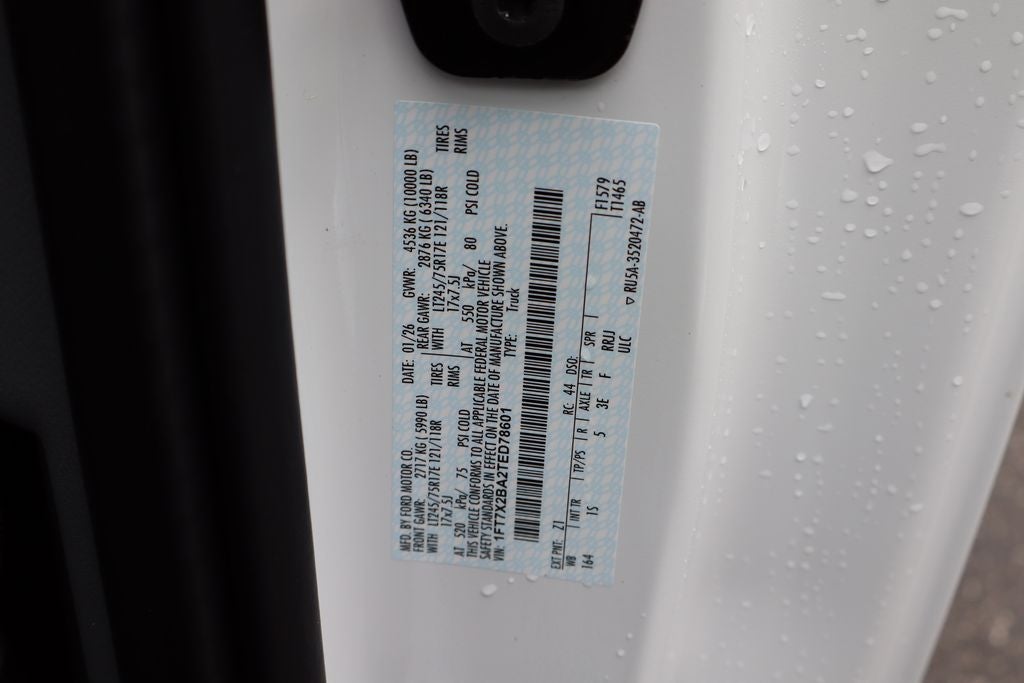 MFD. BY FORD MOTOR CO. DATE: 01/26 GVWR: 4536 KG (10000 LB)
FRONT GAWR: 2717 KG ( 5990 LB) REAR GAWR: 2876 KG ( 6340 LB)
WITH LT245/75R17E 121/118R TIRES WITH LT245/75R17E 121/118R TIRES
17x7.5J RIMS 17x7.5J RIMS
AT 520 kPa/ 75 PSI COLD AT 550 kPa/ 80 PSI COLD
THIS VEHICLE CONFORMS TO ALL APPLICABLE FEDERAL MOTOR VEHICLE
SAFETY STANDARDS IN EFFECT ON THE DATE OF MANUFACTURE SHOWN ABOVE.
VIN: 1FT7X2BA2TED78601 TYPE: Truck
EXT PNT: Z1 RC: 44 DSO:
WB INT TR TP/PS R AXLE TR SPR F1579
164 1S 5 3E F RRJJ T1465
ULC ▽ RU5A-3520472-AB